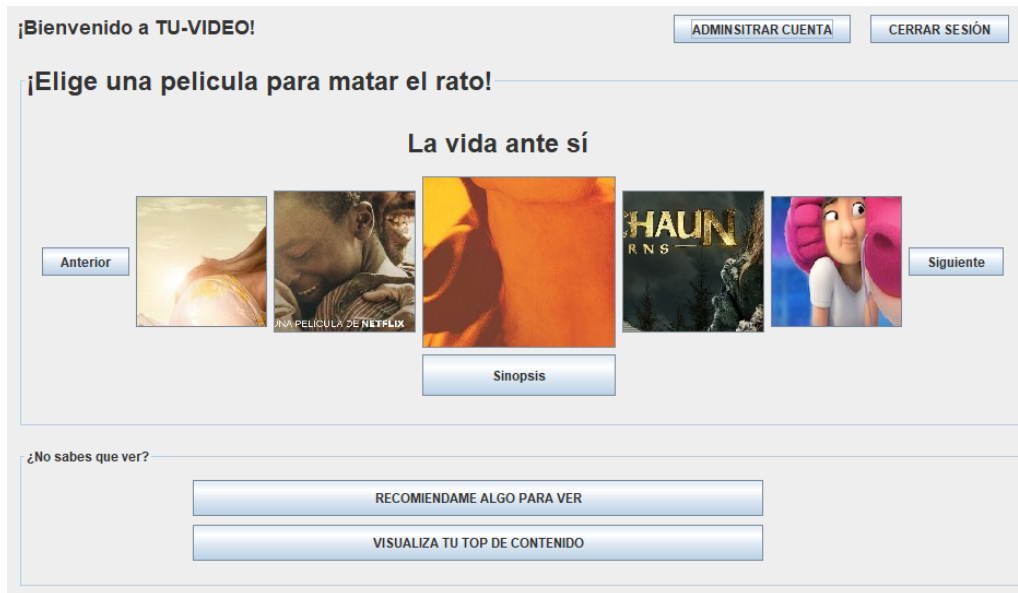 ¡Bienvenido a TU-VIDEO!
ADMINSITRAR CUENTA
CERRAR SESIÓN
¡Elige una pelicula para matar el rato!
La vida ante sí
Anterior
UNA PELÍCULA DE NETFLIX
CHAUN
RNS
Siguiente
Sinopsis
¿No sabes que ver?
RECOMIENDAME ALGO PARA VER
VISUALIZA TU TOP DE CONTENIDO